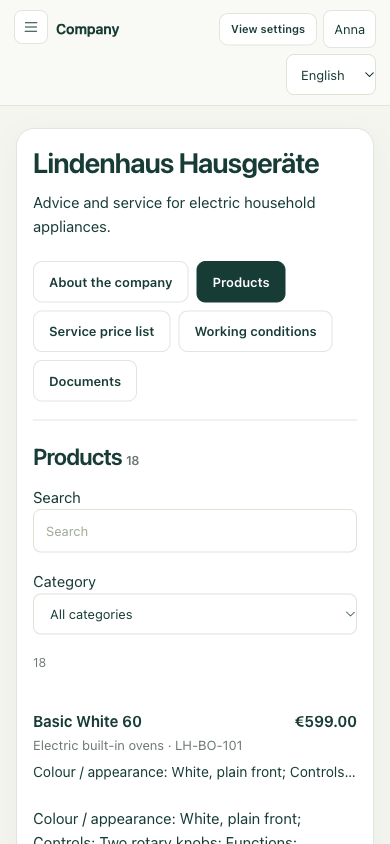 Company
View settings
Anna
English
Lindenhaus Hausgeräte
Advice and service for electric household
appliances.
About the company
Products
Service price list
Working conditions
Documents
Products 18
Search
Search
Category
All categories
18
Basic White 60
€599.00
Electric built-in ovens · LH-BO-101
Colour / appearance: White, plain front; Controls...
Colour / appearance: White, plain front;
Controls: Two rotary knobs; Functions: